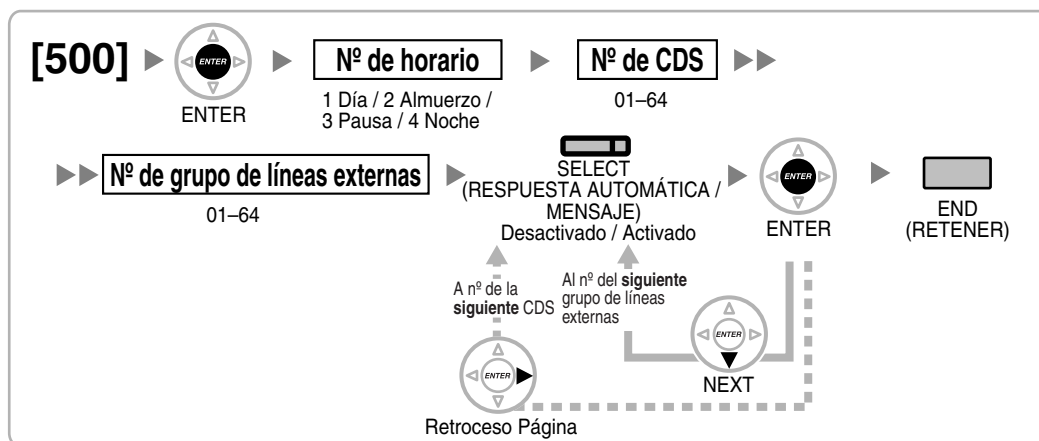 [500]
ENTER
ENTER
Nº de horario
1 Día / 2 Almuerzo /
3 Pausa / 4 Noche
Nº de CDS
01–64
Nº de grupo de líneas externas
01–64
SELECT
(RESPUESTA AUTOMÁTICA /
MENSAJE)
Desactivado / Activado
ENTER
ENTER
END
(RETENER)
A nº de la
siguiente CDS
Al nº del siguiente
grupo de líneas
externas
ENTER
NEXT
ENTER
Retroceso Página